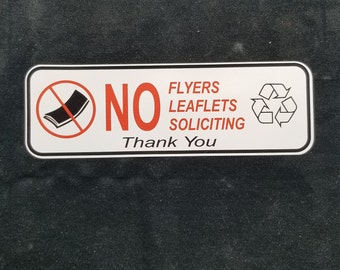 NO FLYERS
LEAFLETS
SOLICITING
Thank You